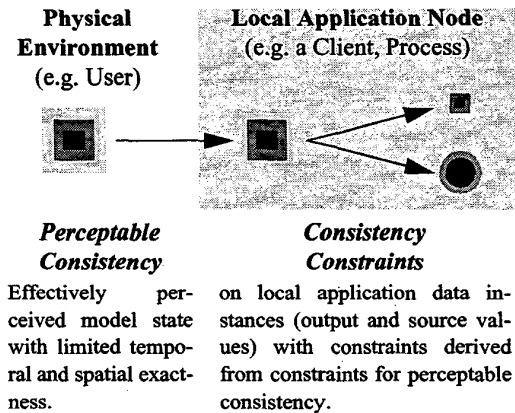 Physical
Environment
(e.g. User)
Local Application Node
(e.g. a Client, Process)
Perceptable
Consistency
Effectively per-
ceived model state
with limited tempo-
ral and spatial exact-
ness.
Consistency
Constraints
on local application data in-
stances (output and source val-
ues) with constraints derived
from constraints for perceptable
consistency.